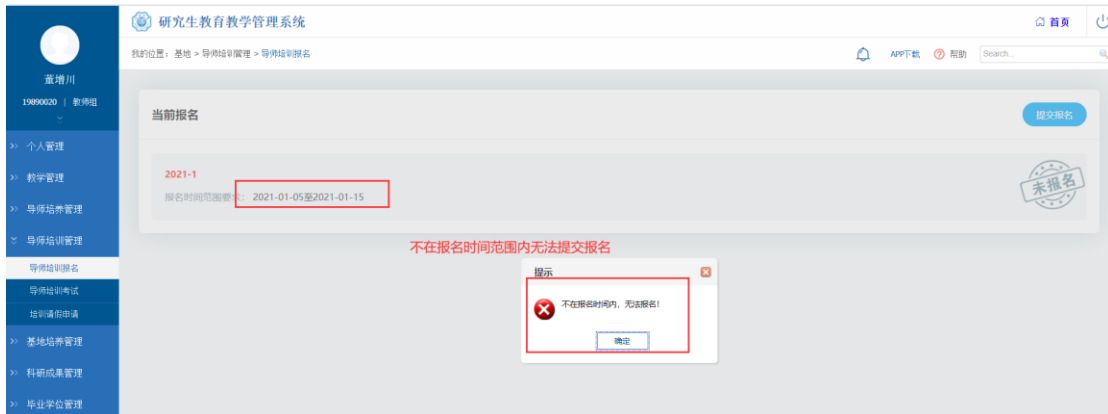 研究生教育教学管理系统
首页
我的位置：基地 > 导师培训管理 > 导师培训报名
APP下载
帮助
Search...
董增川
19890020 | 教师组
个人管理
教学管理
导师培养管理
导师培训管理
导师培训报名
导师培训考试
培训请假申请
基地培养管理
科研成果管理
毕业学位管理
当前报名
提交报名
2021-1
报名时间范围要求： 2021-01-05至2021-01-15
未报名
不在报名时间范围内无法提交报名
提示
不在报名时间内，无法报名！
确定